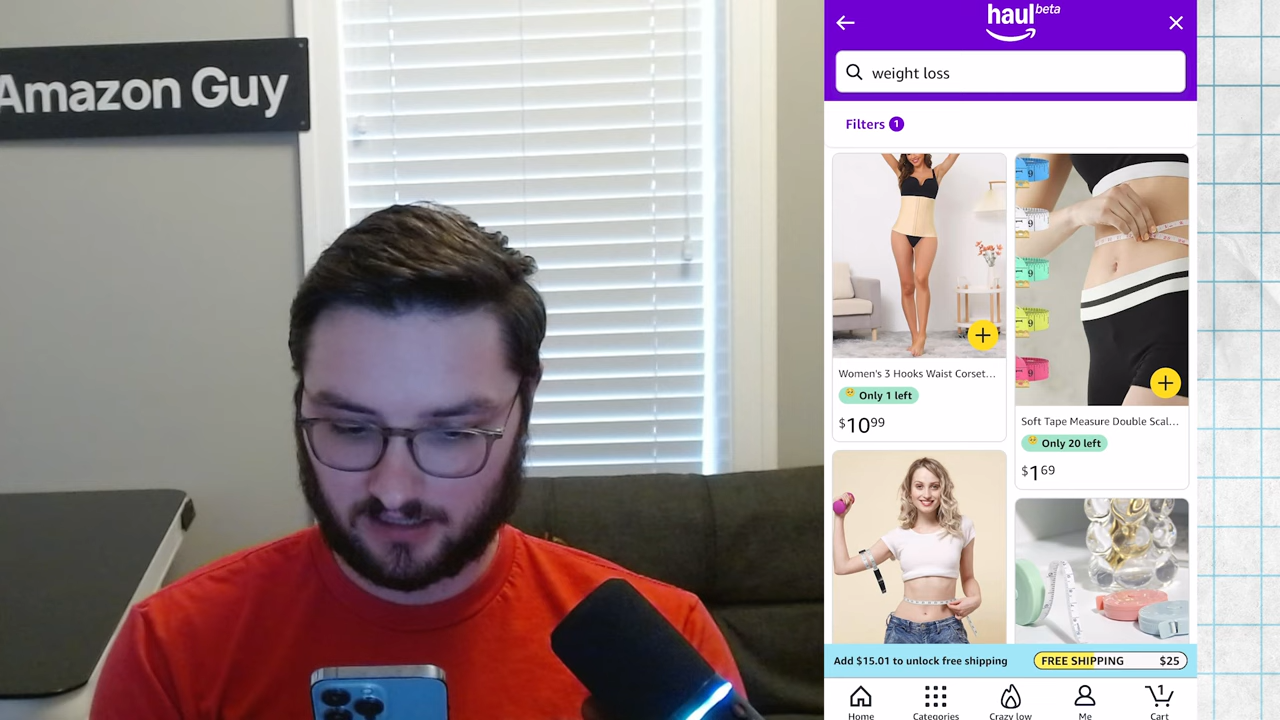 Amazon Guy
haul beta
weight loss
Filters 1
Women's 3 Hooks Waist Corset...
Only 1 left
$10 99
Soft Tape Measure Double Scal...
Only 20 left
$1 69
Add $15.01 to unlock free shipping
FREE SHIPPING $25
Home
Categories
Crazy low
Me
1
Cart